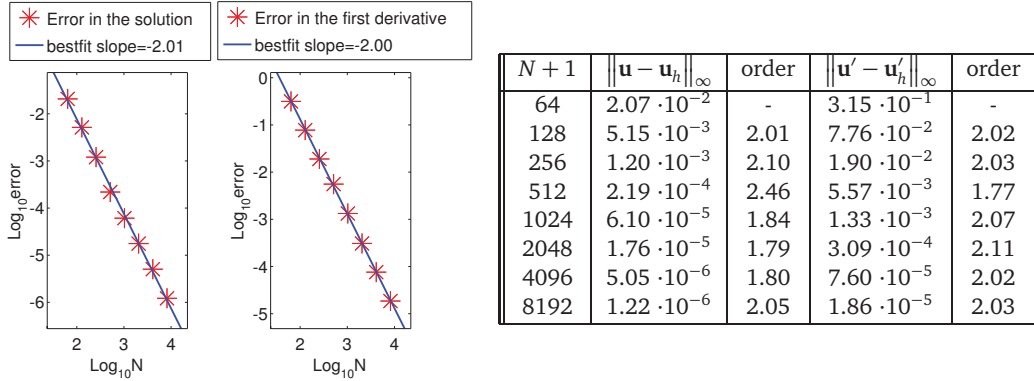 Error in the solution
bestfit slope=-2.01
Error in the first derivative
bestfit slope=-2.00
-2
-3
-4
-5
-6
Log₁₀error
2 3 4
Log₁₀N
0
-1
-2
-3
-4
-5
Log₁₀error
2 3 4
Log₁₀N
N + 1 ‖u − uₕ‖∞ order ‖u′ − u′ₕ‖∞ order
64 2.07 ·10⁻² - 3.15 ·10⁻¹ -
128 5.15 ·10⁻³ 2.01 7.76 ·10⁻² 2.02
256 1.20 ·10⁻³ 2.10 1.90 ·10⁻² 2.03
512 2.19 ·10⁻⁴ 2.46 5.57 ·10⁻³ 1.77
1024 6.10 ·10⁻⁵ 1.84 1.33 ·10⁻³ 2.07
2048 1.76 ·10⁻⁵ 1.79 3.09 ·10⁻⁴ 2.11
4096 5.05 ·10⁻⁶ 1.80 7.60 ·10⁻⁵ 2.02
8192 1.22 ·10⁻⁶ 2.05 1.86 ·10⁻⁵ 2.03